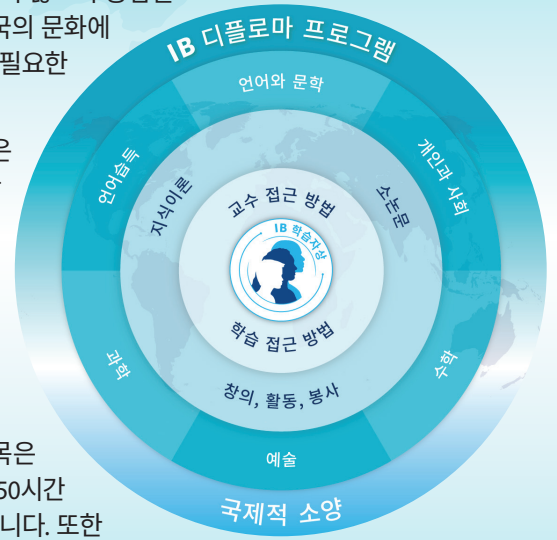 국의 문화에
필요한
은
목은
50시간
니다. 또한
IB 디플로마 프로그램
언어와 문학
언어습득
개인과 사회
지식이론
소논문
교수 접근 방법
IB 학습자상
학습 접근 방법
과학
수학
창의, 활동, 봉사
예술
국제적 소양